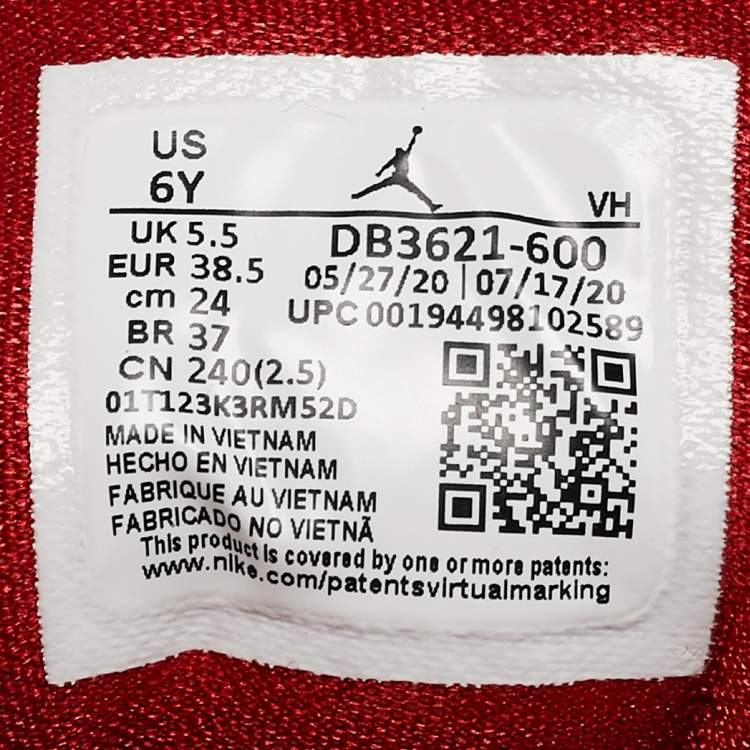 US
6Y
VH
UK 5.5
EUR 38.5
cm 24
BR 37
CN 240(2.5)
DB3621-600
05/27/20 | 07/17/20
UPC 00194498102589
01T123K3RM52D
MADE IN VIETNAM
HECHO EN VIETNAM
FABRIQUE AU VIETNAM
FABRICADO NO VIETNÃ
This product is covered by one or more patents:
www.nike.com/patentsvirtualmarking